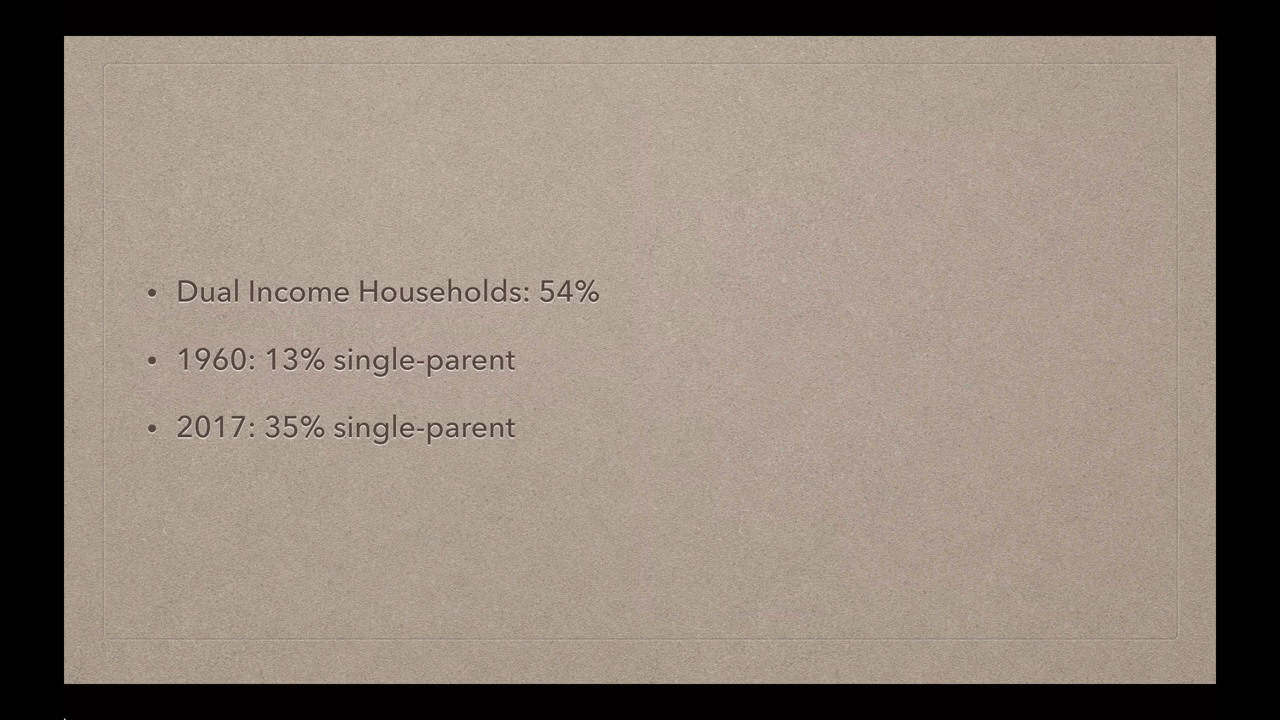 • Dual Income Households: 54%
• 1960: 13% single-parent
• 2017: 35% single-parent